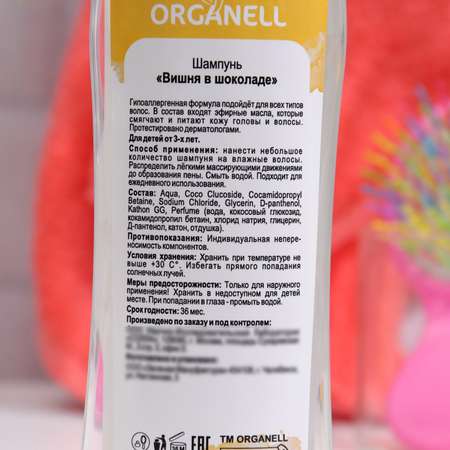 ORGANELL
Шампунь
«Вишня в шоколаде»
Гипоаллергенная формула подойдёт для всех типов
волос. В состав входят эфирные масла, которые
смягчают и питают кожу головы и волосы.
Протестировано дерматологами.
Для детей от 3-х лет.
Способ применения: нанести небольшое
количество шампуня на влажные волосы.
Распределить лёгкими массирующими движениями
до образования пены. Смыть водой. Подходит для
ежедневного использования.
Состав: Aqua, Coco Clucoside, Cocamidopropyl
Betaine, Sodium Chloride, Glycerin, D-panthenol,
Kathon GG, Perfume (вода, кокосовый глюкозид,
кокамидопропил бетаин, хлорид натрия, глицерин,
Д-пантенол, катон, отдушка).
Противопоказания: Индивидуальная непере-
носимость компонентов.
Условия хранения: Хранить при температуре не
выше +30 С°. Избегать прямого попадания
солнечных лучей.
Меры предосторожности: Только для наружного
применения! Хранить в недоступном для детей
месте. При попадании в глаза - промыть водой.
Срок годности: 36 мес.
Произведено по заказу и под контролем:
EAC
ТМ ORGANELL